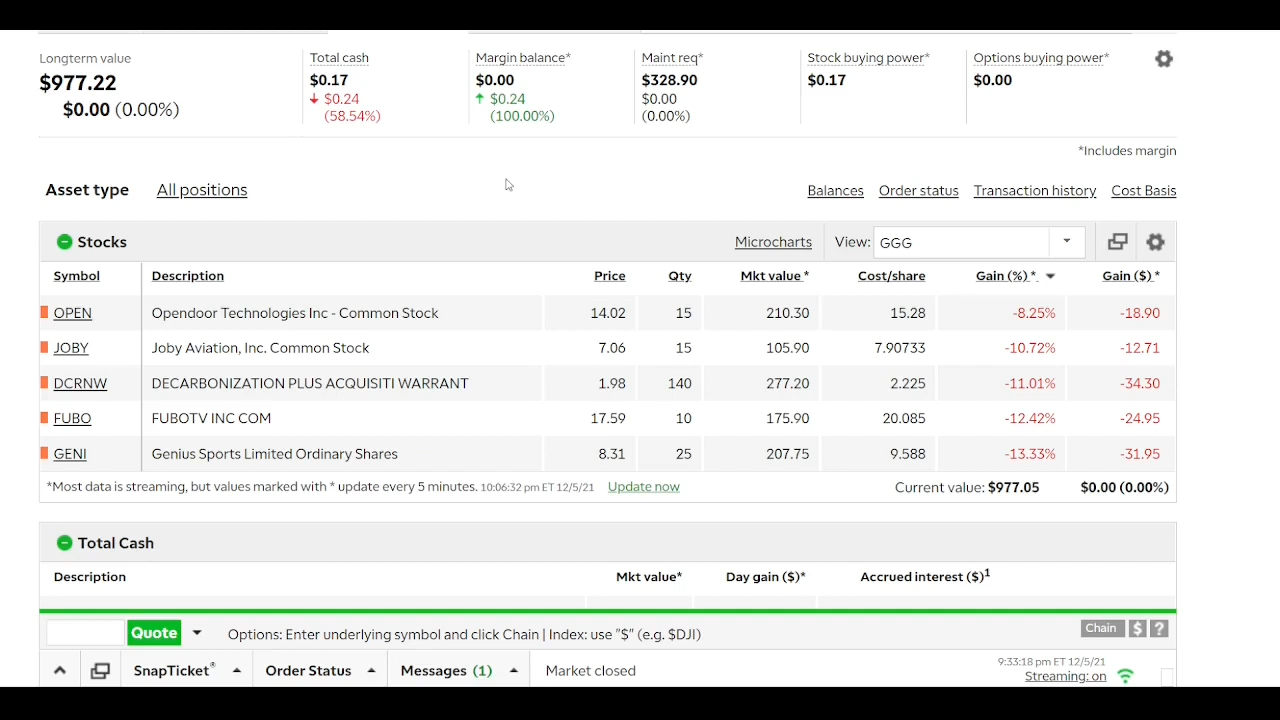 Longterm value Total cash Margin balance* Maint req* Stock buying power* Options buying power*
$977.22 $0.17 $0.00 $328.90 $0.17 $0.00
$0.00 (0.00%) $0.24 $0.24 $0.00
(58.54%) (100.00%) (0.00%)
*Includes margin
Asset type All positions Balances Order status Transaction history Cost Basis
Stocks Microcharts View: GGG
Symbol Description Price Qty Mkt value * Cost/share Gain (%) * Gain ($) *
OPEN Opendoor Technologies Inc - Common Stock 14.02 15 210.30 15.28 -8.25% -18.90
JOBY Joby Aviation, Inc. Common Stock 7.06 15 105.90 7.90733 -10.72% -12.71
DCRNW DECARBONIZATION PLUS ACQUISITI WARRANT 1.98 140 277.20 2.225 -11.01% -34.30
FUBO FUBOTV INC COM 17.59 10 175.90 20.085 -12.42% -24.95
GENI Genius Sports Limited Ordinary Shares 8.31 25 207.75 9.588 -13.33% -31.95
*Most data is streaming, but values marked with * update every 5 minutes. 10:06:32 pm ET 12/5/21 Update now Current value: $977.05 $0.00 (0.00%)
Total Cash
Description Mkt value* Day gain ($)* Accrued interest ($)1
Quote Options: Enter underlying symbol and click Chain | Index: use "$" (e.g. $DJI) Chain $ ?
SnapTicket® Order Status Messages (1) Market closed 9:33:18 pm ET 12/5/21
Streaming: on